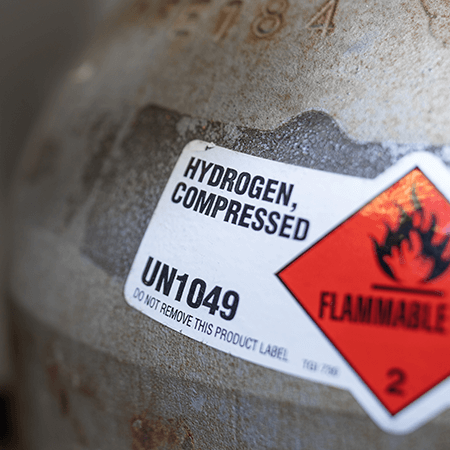 HYDROGEN,
COMPRESSED
UN1049
DO NOT REMOVE THIS PRODUCT LABEL
FLAMMABLE
2